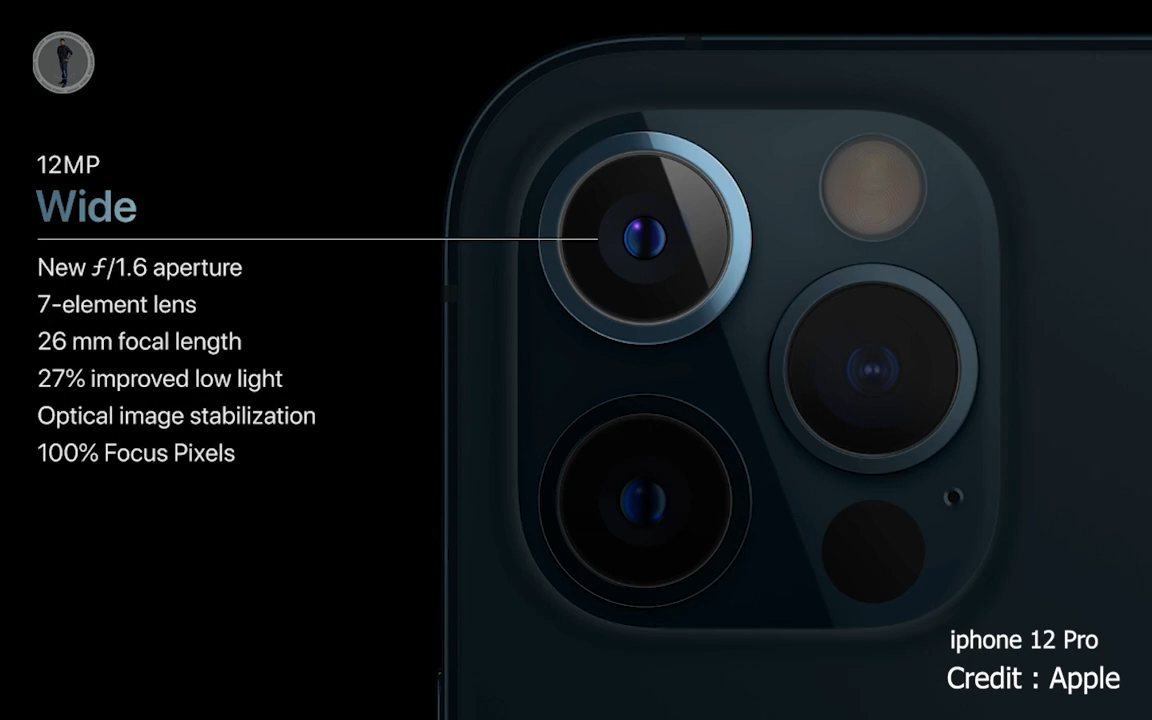 12MP
Wide
New ƒ/1.6 aperture
7-element lens
26 mm focal length
27% improved low light
Optical image stabilization
100% Focus Pixels
iphone 12 Pro
Credit : Apple